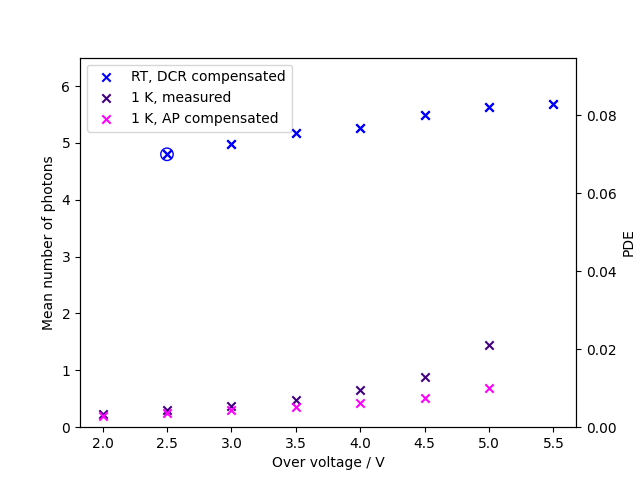 RT, DCR compensated
1 K, measured
1 K, AP compensated
Mean number of photons
6
5
4
3
2
1
0
0.08
0.06
0.04
0.02
0.00
PDE
2.0 2.5 3.0 3.5 4.0 4.5 5.0 5.5
Over voltage / V